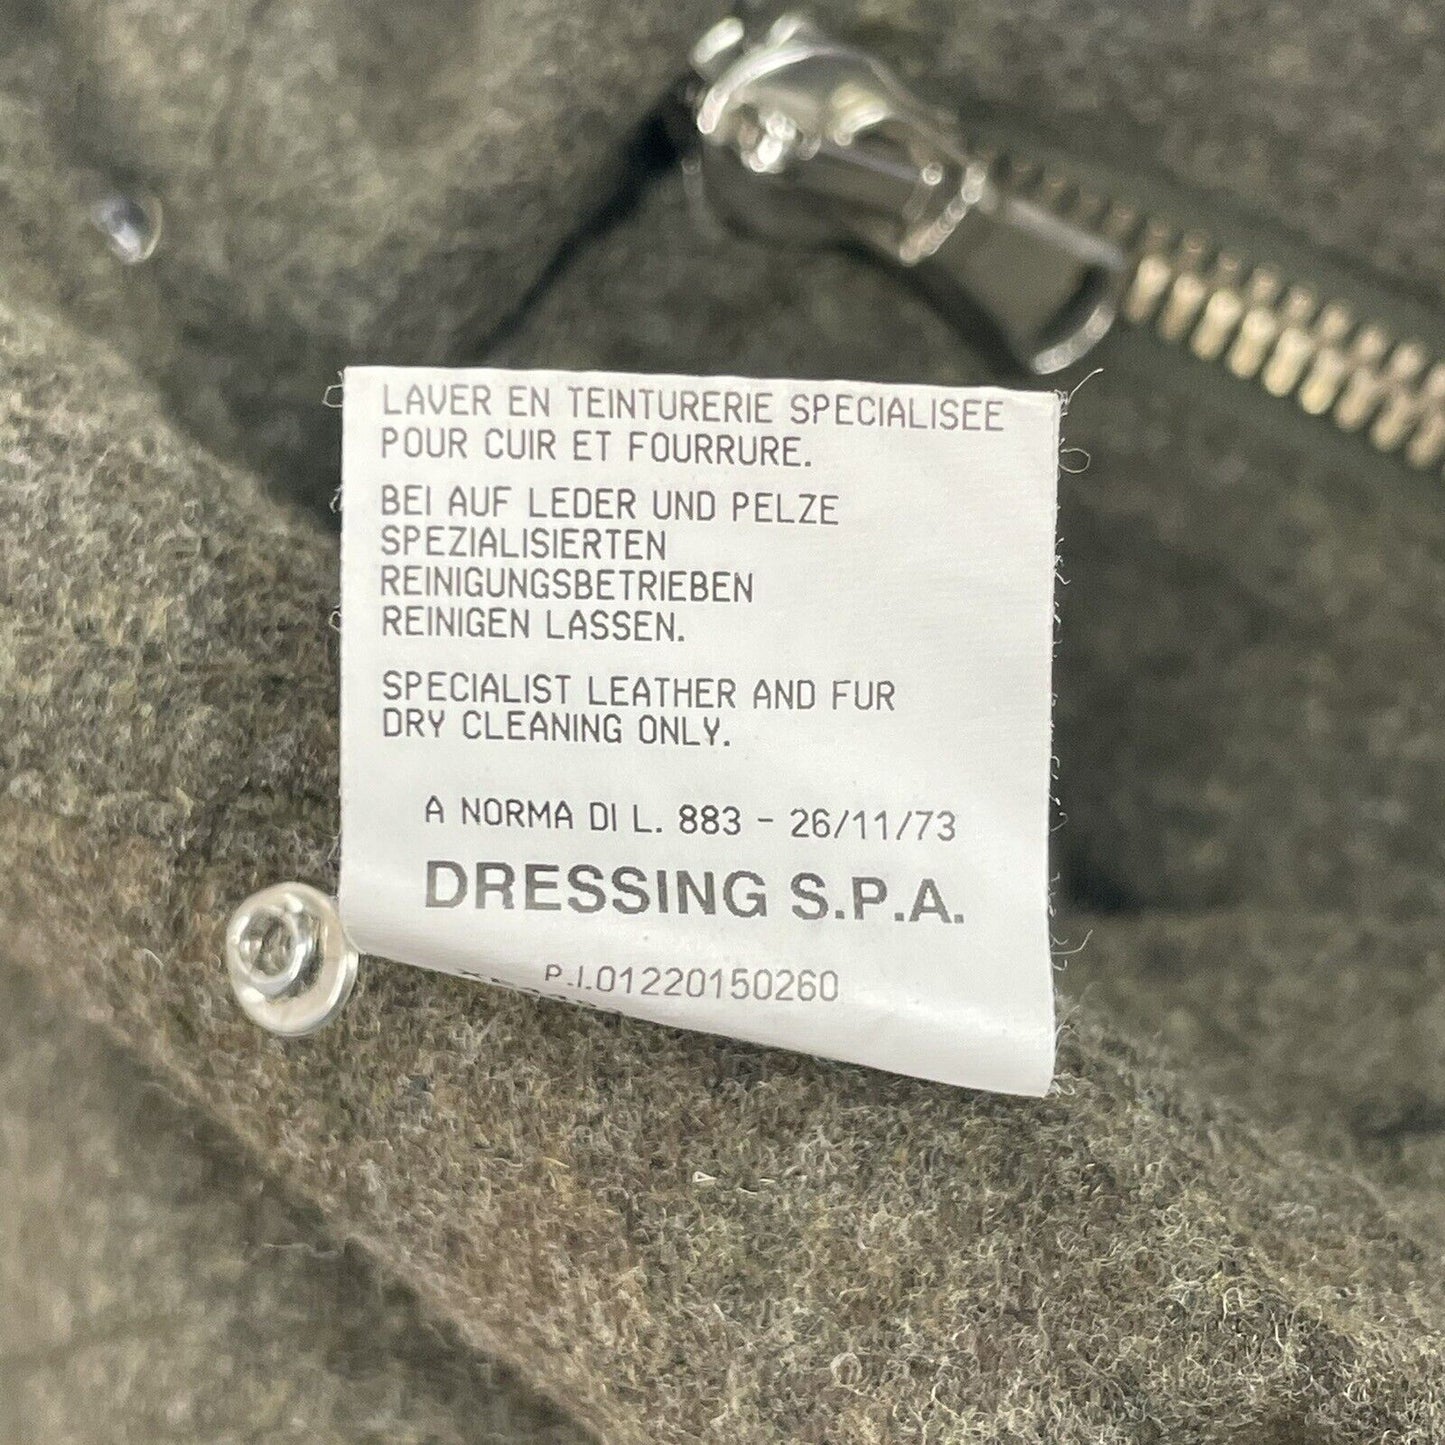 LAVER EN TEINTURERIE SPECIALISEE
POUR CUIR ET FOURRURE.
BEI AUF LEDER UND PELZE
SPEZIALISIERTEN
REINIGUNGSBETRIEBEN
REINIGEN LASSEN.
SPECIALIST LEATHER AND FUR
DRY CLEANING ONLY.
A NORMA DI L. 883 - 26/11/73
DRESSING S.P.A.
P.I.01220150260